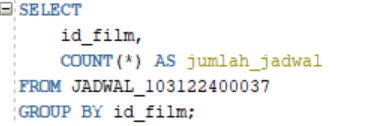 SELECT
id_film,
COUNT(*) AS jumlah_jadwal
FROM JADWAL_103122400037
GROUP BY id_film;